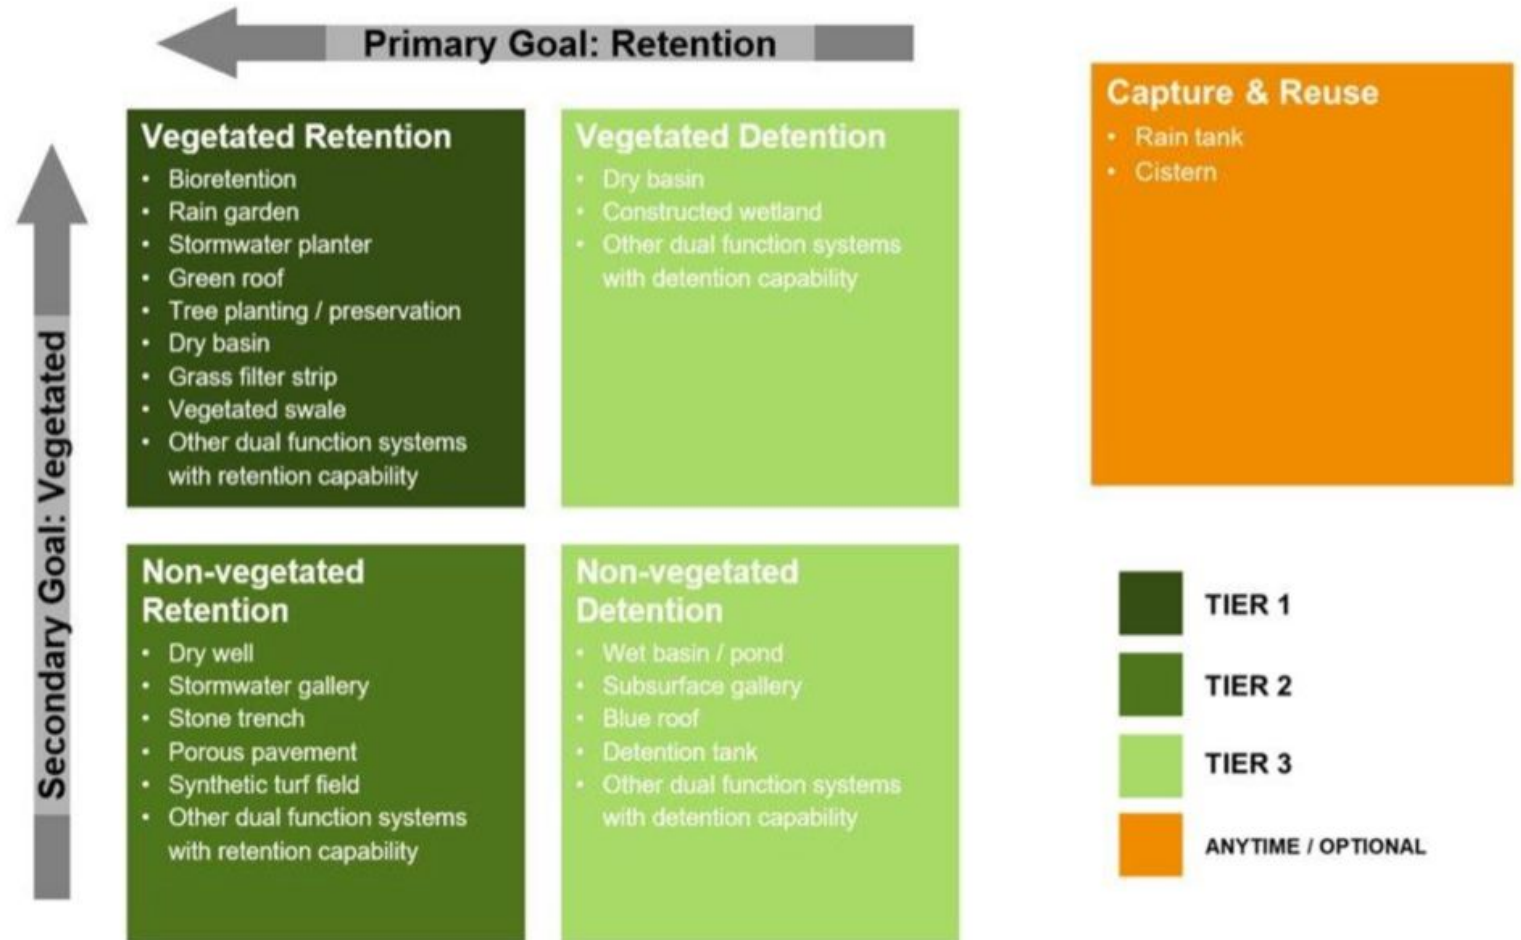 Primary Goal: Retention
Secondary Goal: Vegetated
Vegetated Retention
• Bioretention
• Rain garden
• Stormwater planter
• Green roof
• Tree planting / preservation
• Dry basin
• Grass filter strip
• Vegetated swale
• Other dual function systems
with retention capability
Vegetated Detention
• Dry basin
• Constructed wetland
• Other dual function systems
with detention capability
Non-vegetated
Retention
• Dry well
• Stormwater gallery
• Stone trench
• Porous pavement
• Synthetic turf field
• Other dual function systems
with retention capability
Non-vegetated
Detention
• Wet basin / pond
• Subsurface gallery
• Blue roof
• Detention tank
• Other dual function systems
with detention capability
Capture & Reuse
• Rain tank
• Cistern
TIER 1
TIER 2
TIER 3
ANYTIME / OPTIONAL